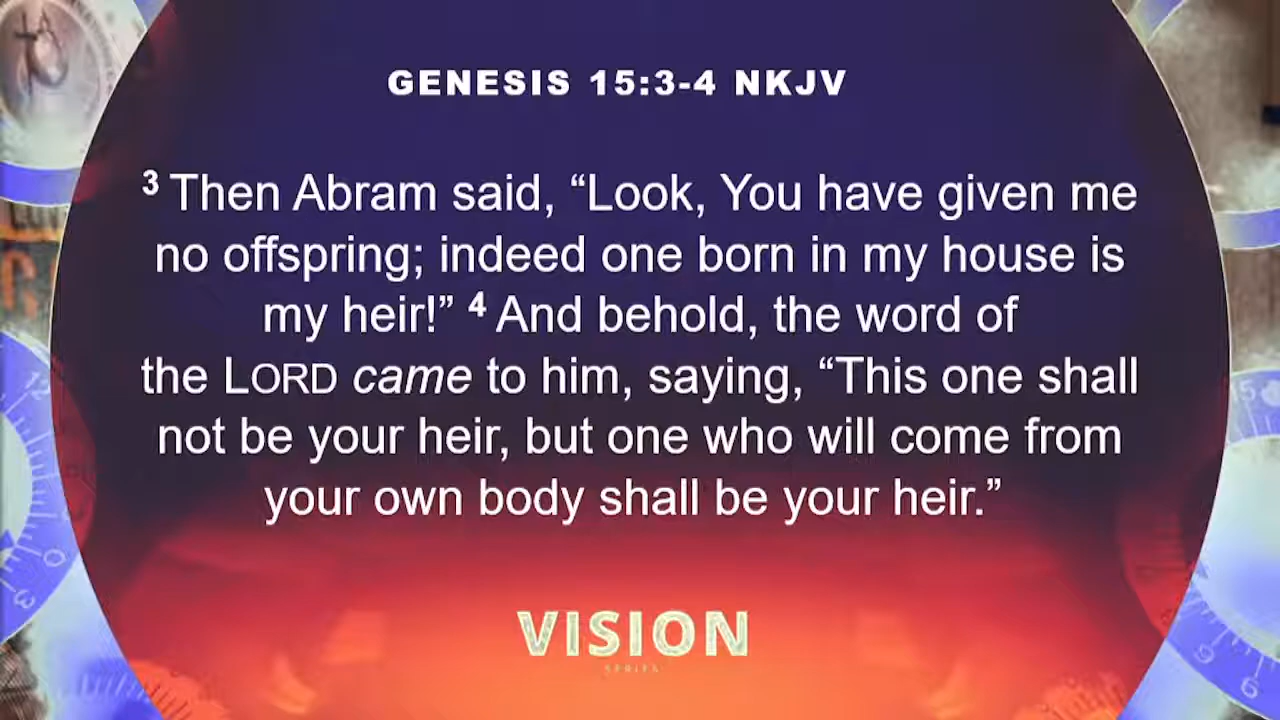 GENESIS 15:3-4 NKJV
3 Then Abram said, “Look, You have given me
no offspring; indeed one born in my house is
my heir!” 4 And behold, the word of
the LORD came to him, saying, “This one shall
not be your heir, but one who will come from
your own body shall be your heir.”
VISION
SERIES